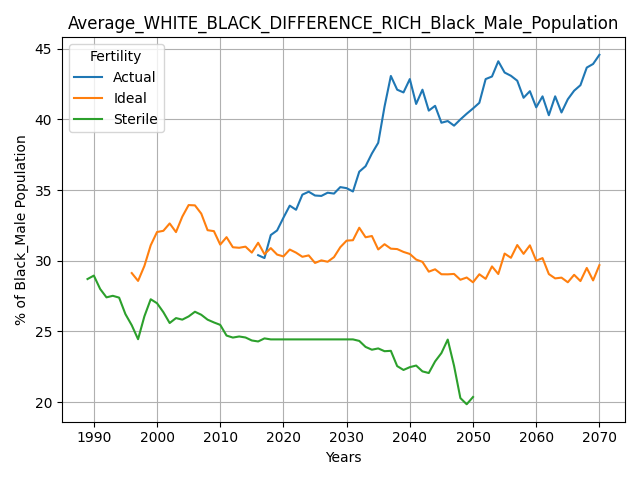 Average_WHITE_BLACK_DIFFERENCE_RICH_Black_Male_Population
Fertility
Actual
Ideal
Sterile
% of Black_Male Population
45
40
35
30
25
20
1990 2000 2010 2020 2030 2040 2050 2060 2070
Years